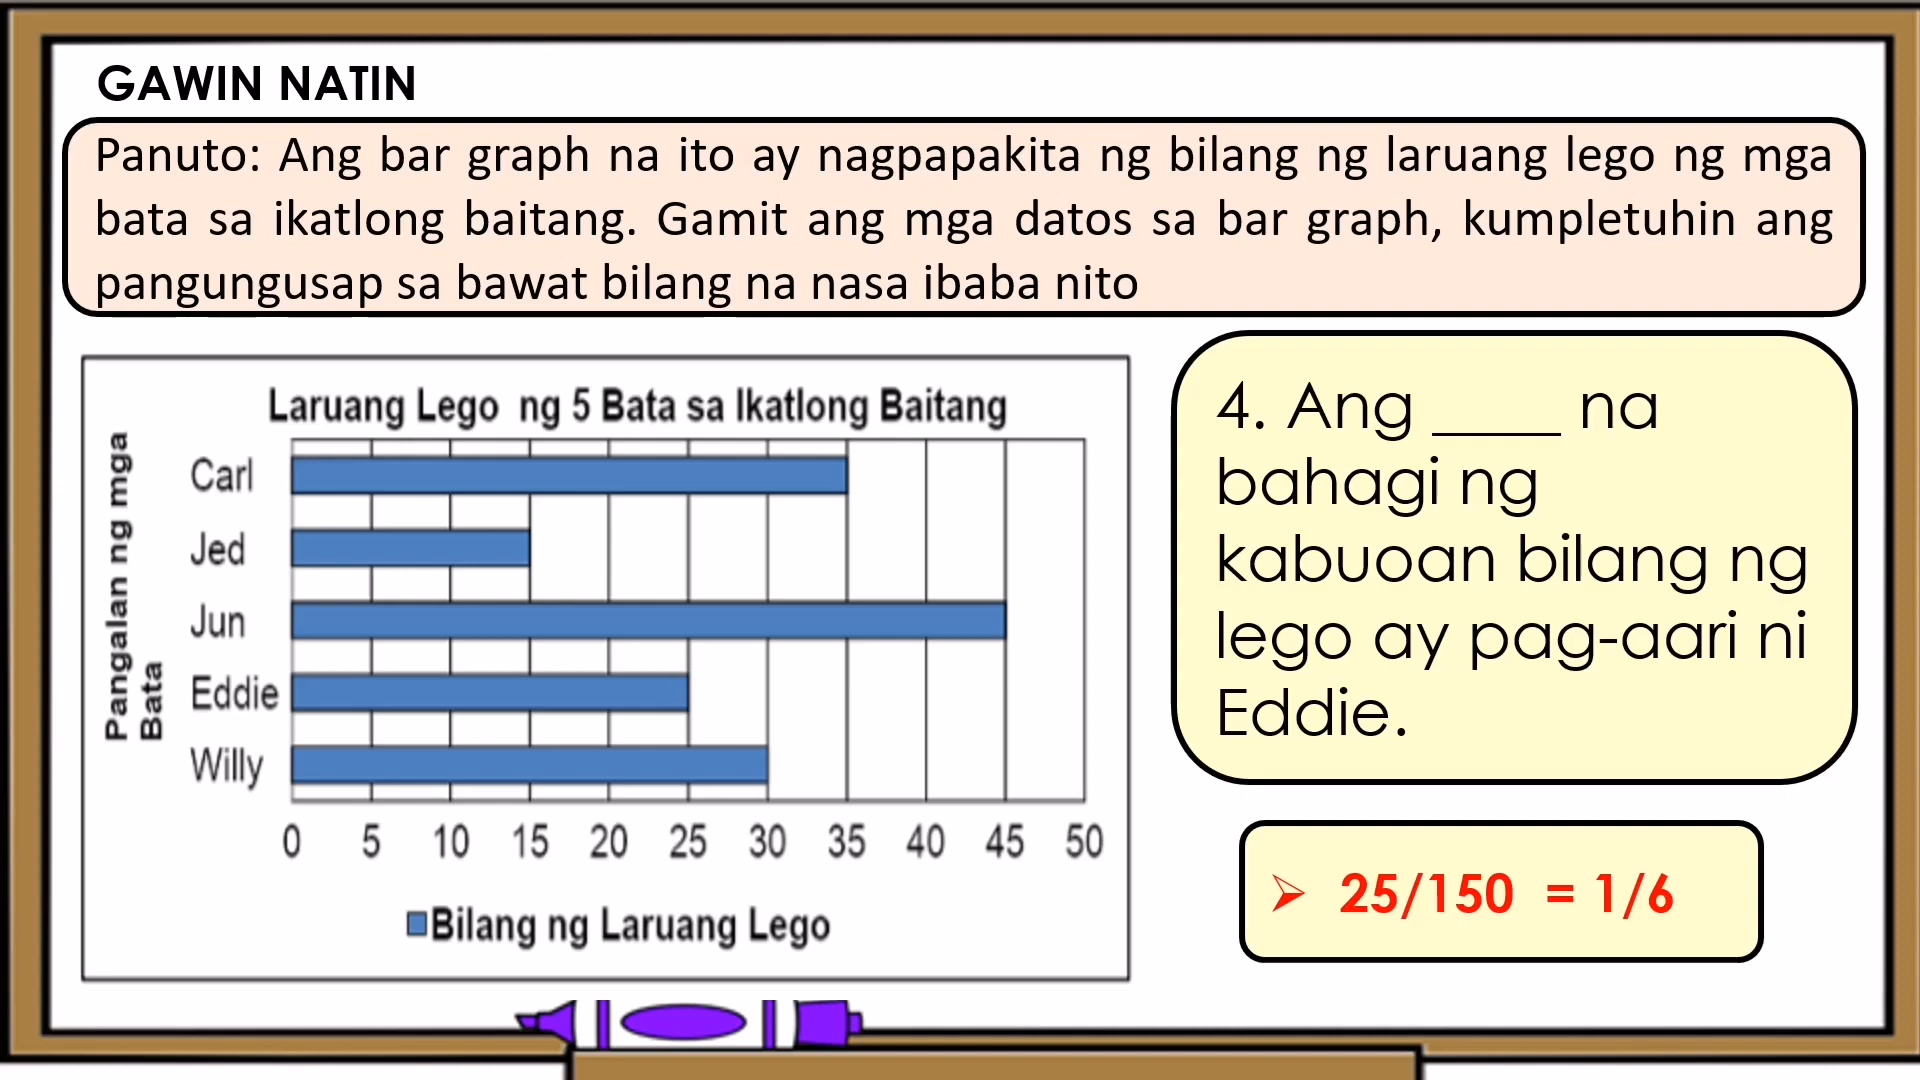 GAWIN NATIN
Panuto: Ang bar graph na ito ay nagpapakita ng bilang ng laruang lego ng mga
bata sa ikatlong baitang. Gamit ang mga datos sa bar graph, kumpletuhin ang
pangungusap sa bawat bilang na nasa ibaba nito
Laruang Lego ng 5 Bata sa Ikatlong Baitang
Pangalan ng mga
Bata
Carl
Jed
Jun
Eddie
Willy
0 5 10 15 20 25 30 35 40 45 50
Bilang ng Laruang Lego
4. Ang ____ na
bahagi ng
kabuoan bilang ng
lego ay pag-aari ni
Eddie.
25/150 = 1/6